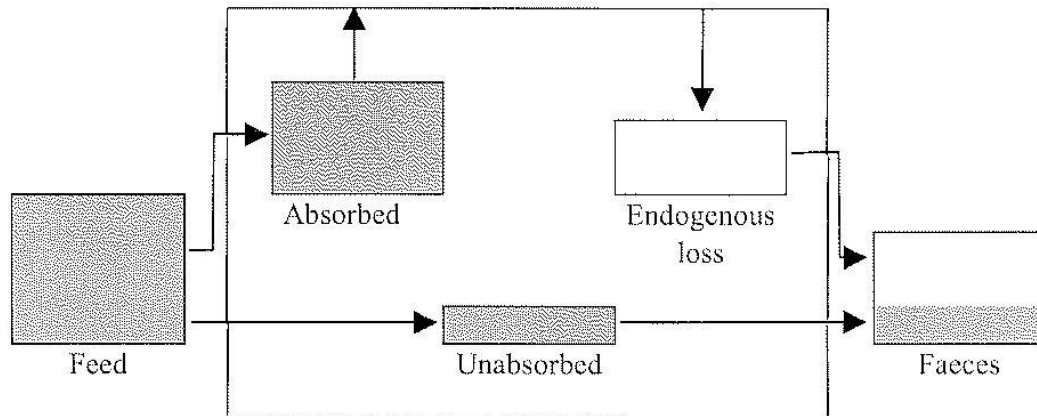 Absorbed
Endogenous
loss
Feed
Unabsorbed
Faeces